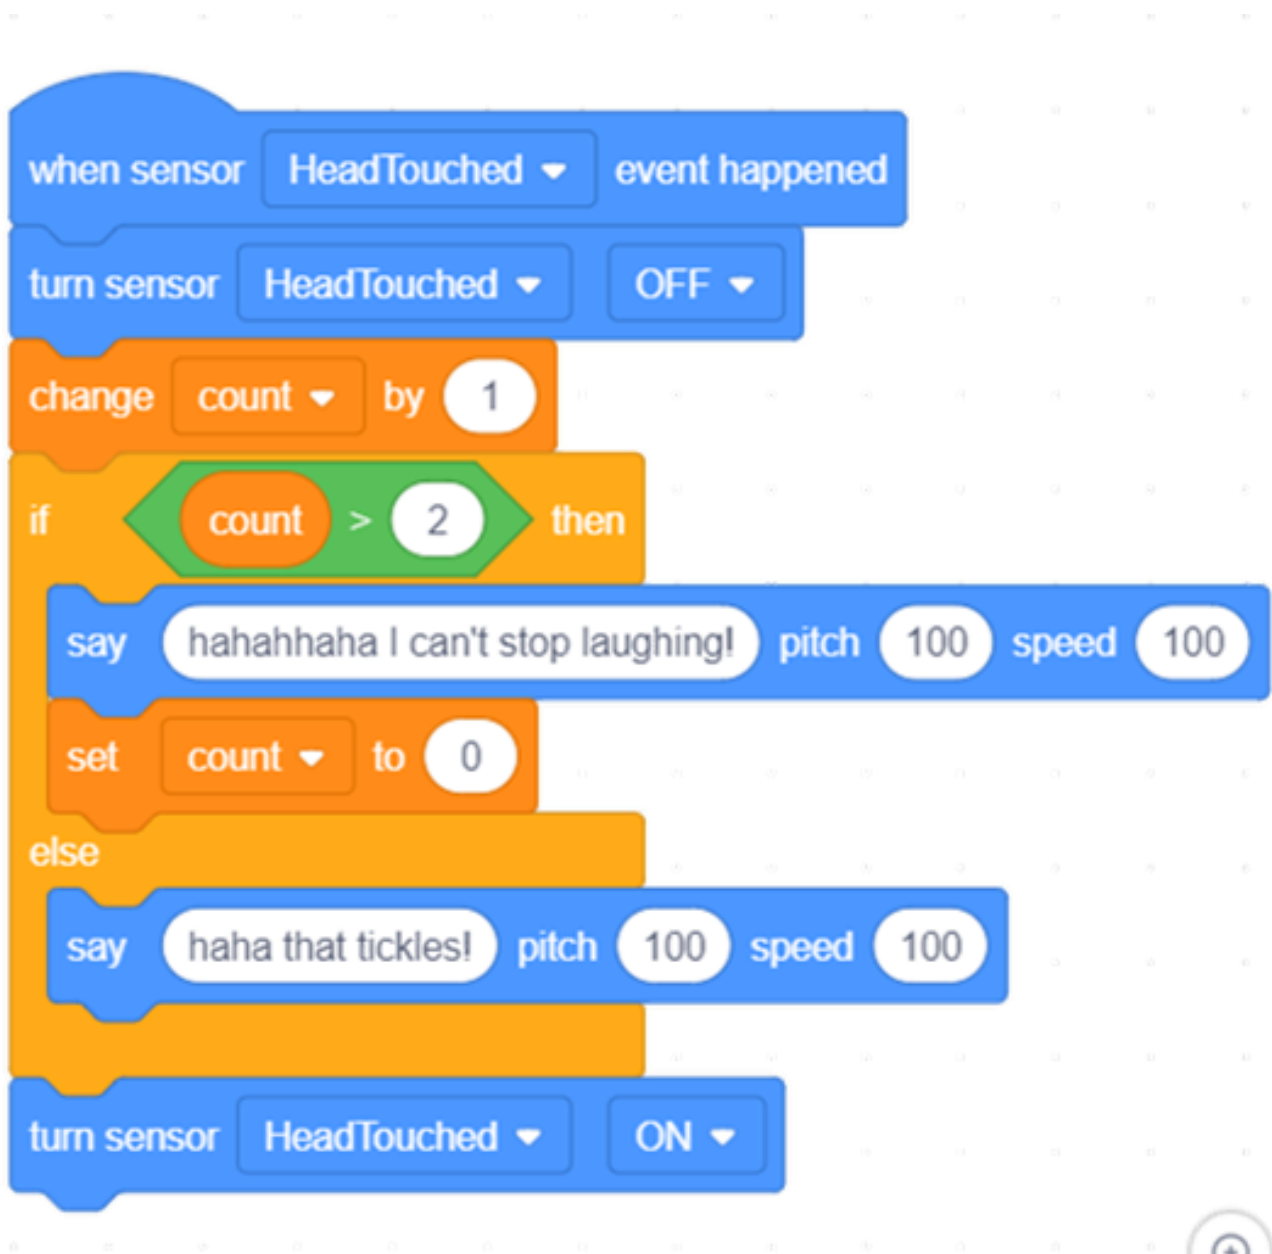 when sensor HeadTouched event happened
turn sensor HeadTouched OFF
change count by 1
if count > 2 then
say hahahhaha I can't stop laughing! pitch 100 speed 100
set count to 0
else
say haha that tickles! pitch 100 speed 100
turn sensor HeadTouched ON